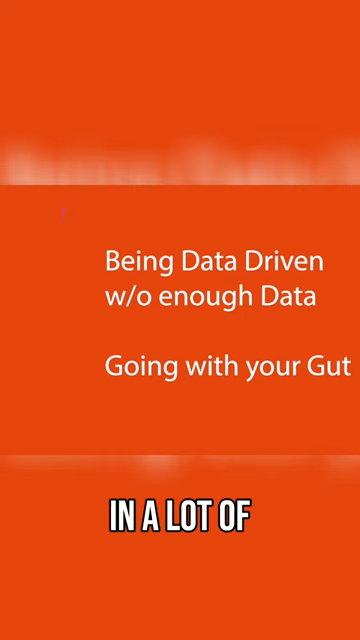 Being Data Driven
w/o enough Data
Going with your Gut
IN A LOT OF